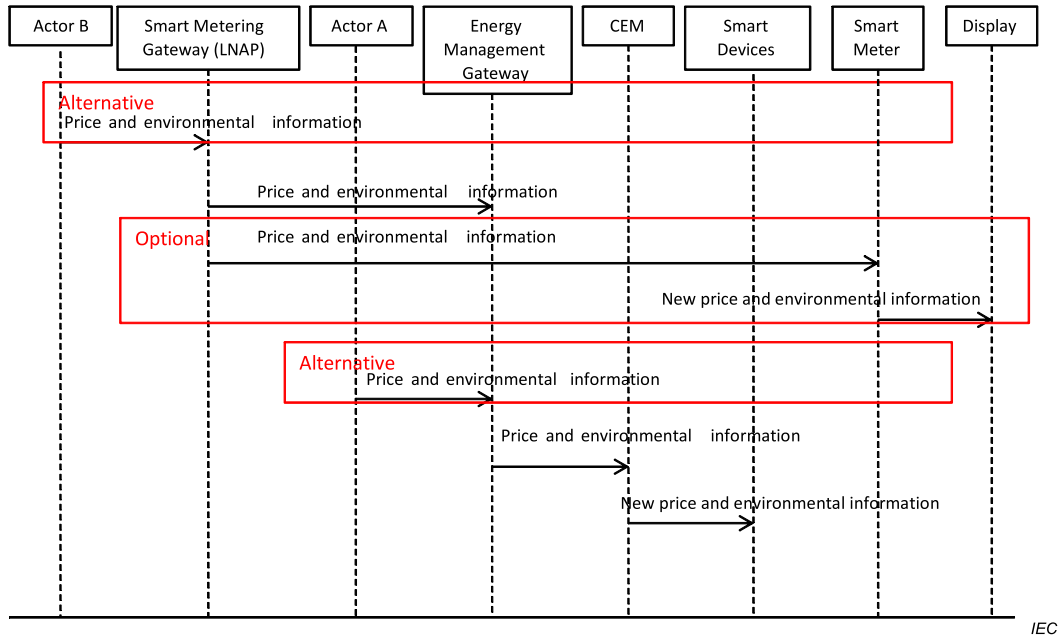 Actor B
Smart Metering
Gateway (LNAP)
Actor A
Energy
Management
Gateway
CEM
Smart
Devices
Smart
Meter
Display
Alternative
Price and environmental information
Price and environmental information
Optional
Price and environmental information
New price and environmental information
Alternative
Price and environmental information
Price and environmental information
New price and environmental information
IEC